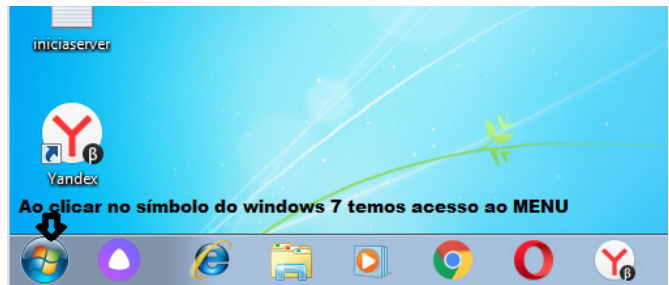 iniciaserver
β
Yandex
Ao clicar no símbolo do windows 7 temos acesso ao MENU
β